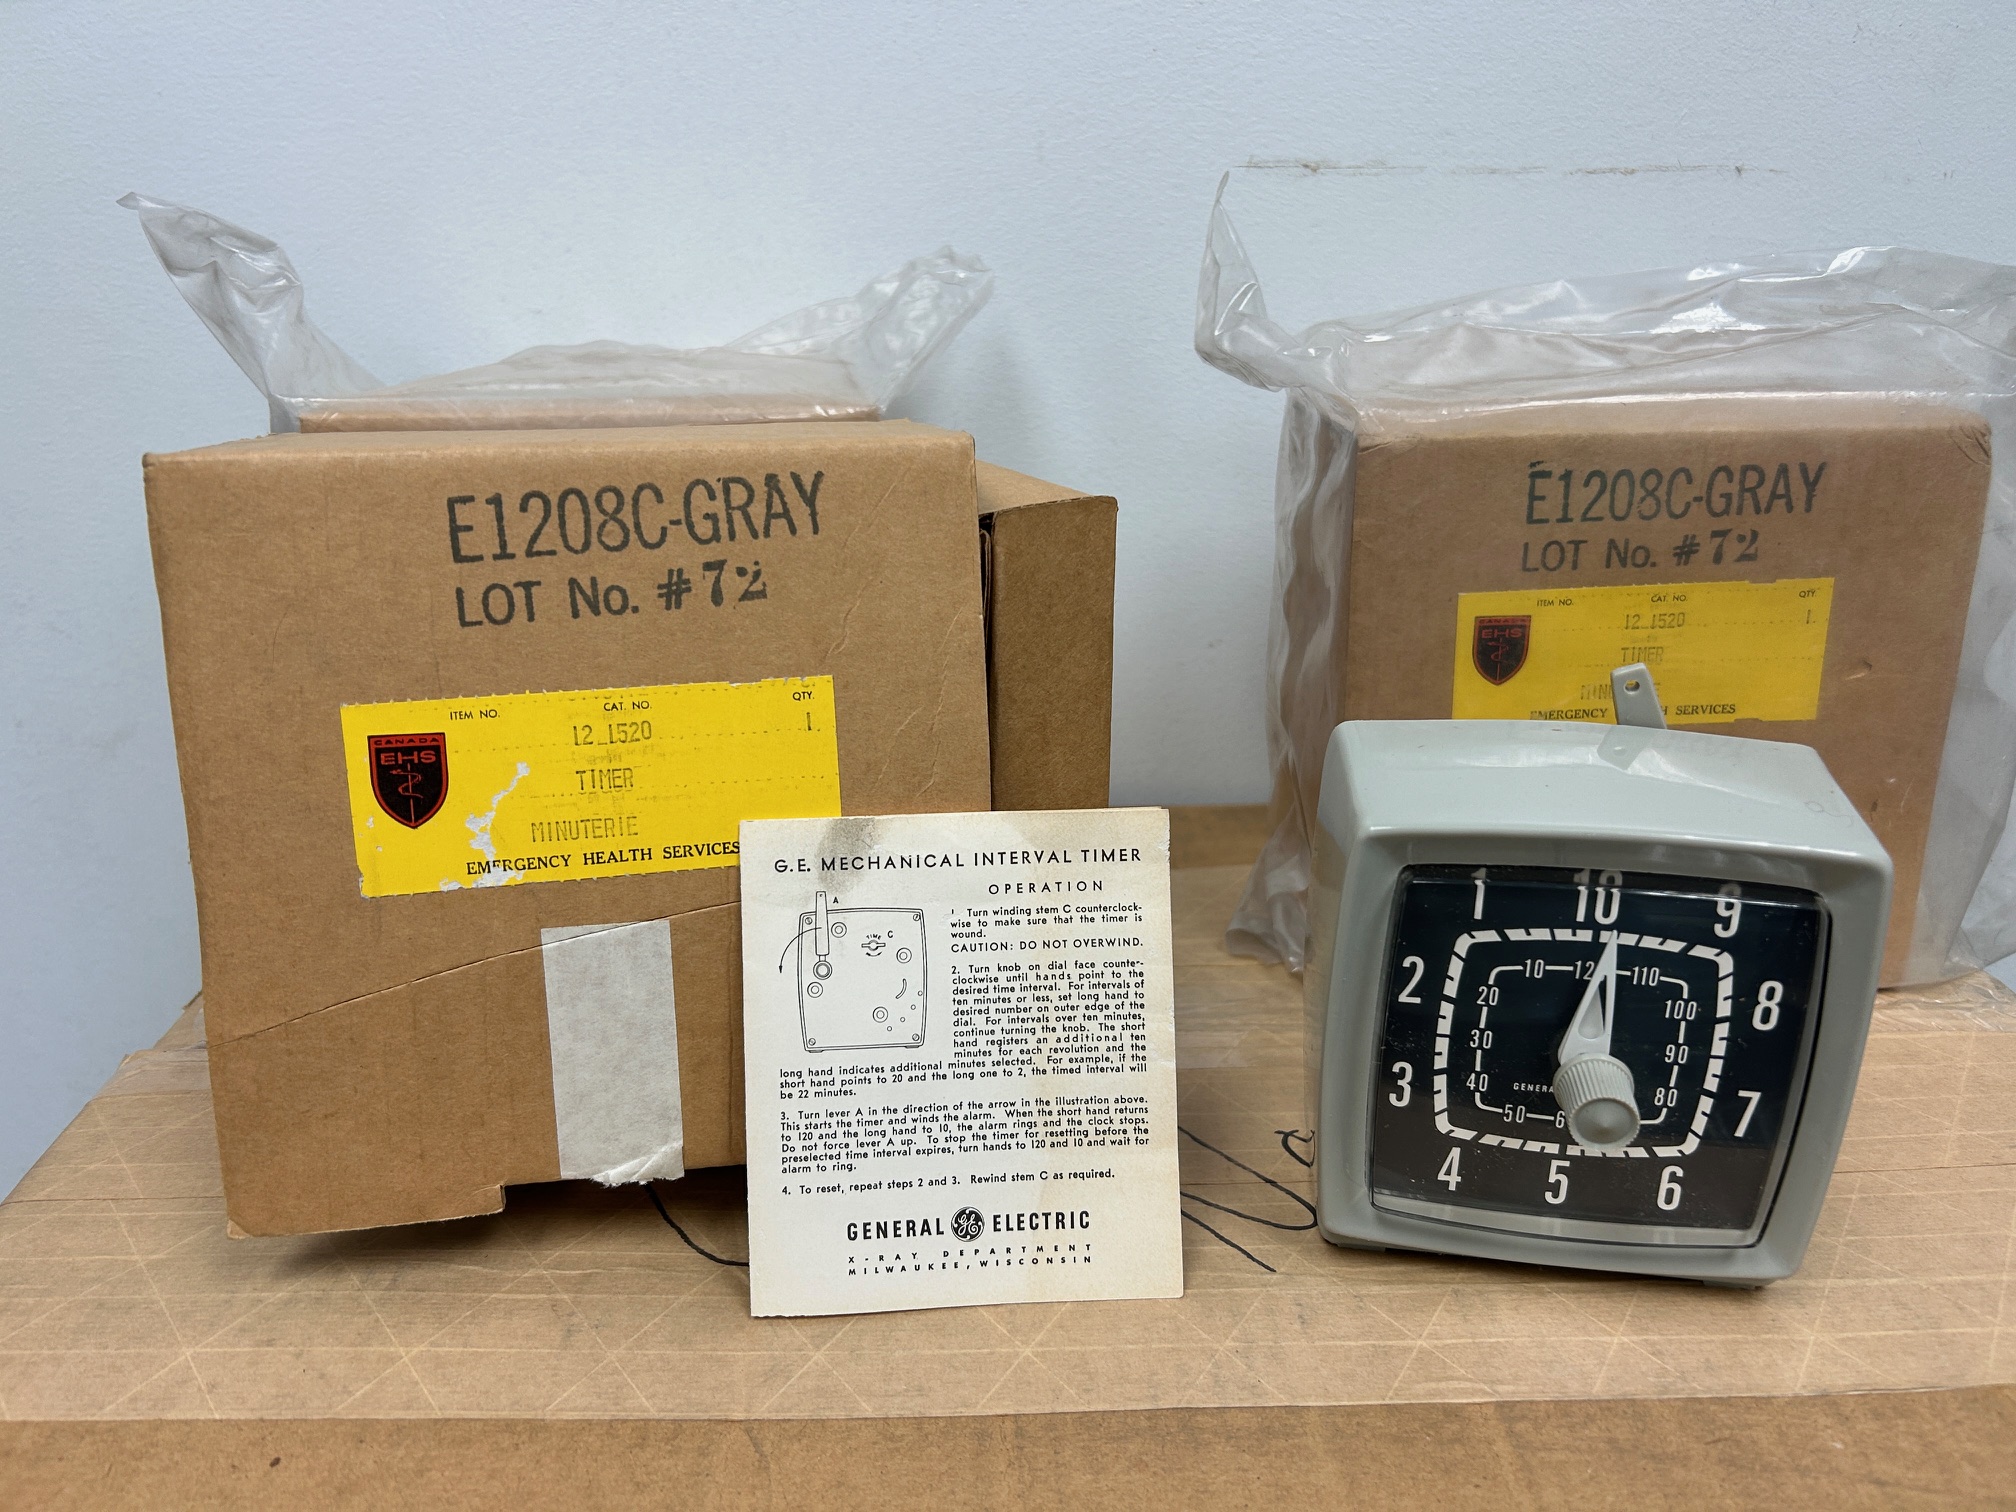 E1208C-GRAY
LOT No. #72
ITEM NO. CAT. NO. QTY.
12 1520 1
CANADA
EHS
TIMER
MINUTERIE
EMERGENCY HEALTH SERVICES
E1208C-GRAY
LOT No. #72
ITEM NO. CAT. NO. QTY.
12 1520 1
CANADA
EHS
TIMER
EMERGENCY SERVICES
G.E. MECHANICAL INTERVAL TIMER
OPERATION
A
TIME C
1 Turn winding stem C counterclock-
wise to make sure that the timer is
wound.
CAUTION: DO NOT OVERWIND.
2. Turn knob on dial face counter-
clockwise until hands point to the
desired time interval. For intervals of
ten minutes or less, set long hand to
desired number on outer edge of the
dial. For intervals over ten minutes,
continue turning the knob. The short
hand registers an additional ten
minutes for each revolution and the
long hand indicates additional minutes selected. For example, if the
short hand points to 20 and the long one to 2, the timed interval will
be 22 minutes.
3. Turn lever A in the direction of the arrow in the illustration above.
This starts the timer and winds the alarm. When the short hand returns
to 120 and the long hand to 10, the alarm rings and the clock stops.
Do not force lever A up. To stop the timer for resetting before the
preselected time interval expires, turn hands to 120 and 10 and wait for
alarm to ring.
4. To reset, repeat steps 2 and 3. Rewind stem C as required.
GENERAL GE ELECTRIC
X-RAY DEPARTMENT
MILWAUKEE, WISCONSIN
1 10 9
2 8
3 7
4 5 6
10 12 110
20 100
30 90
40 80
50 6
GENERA